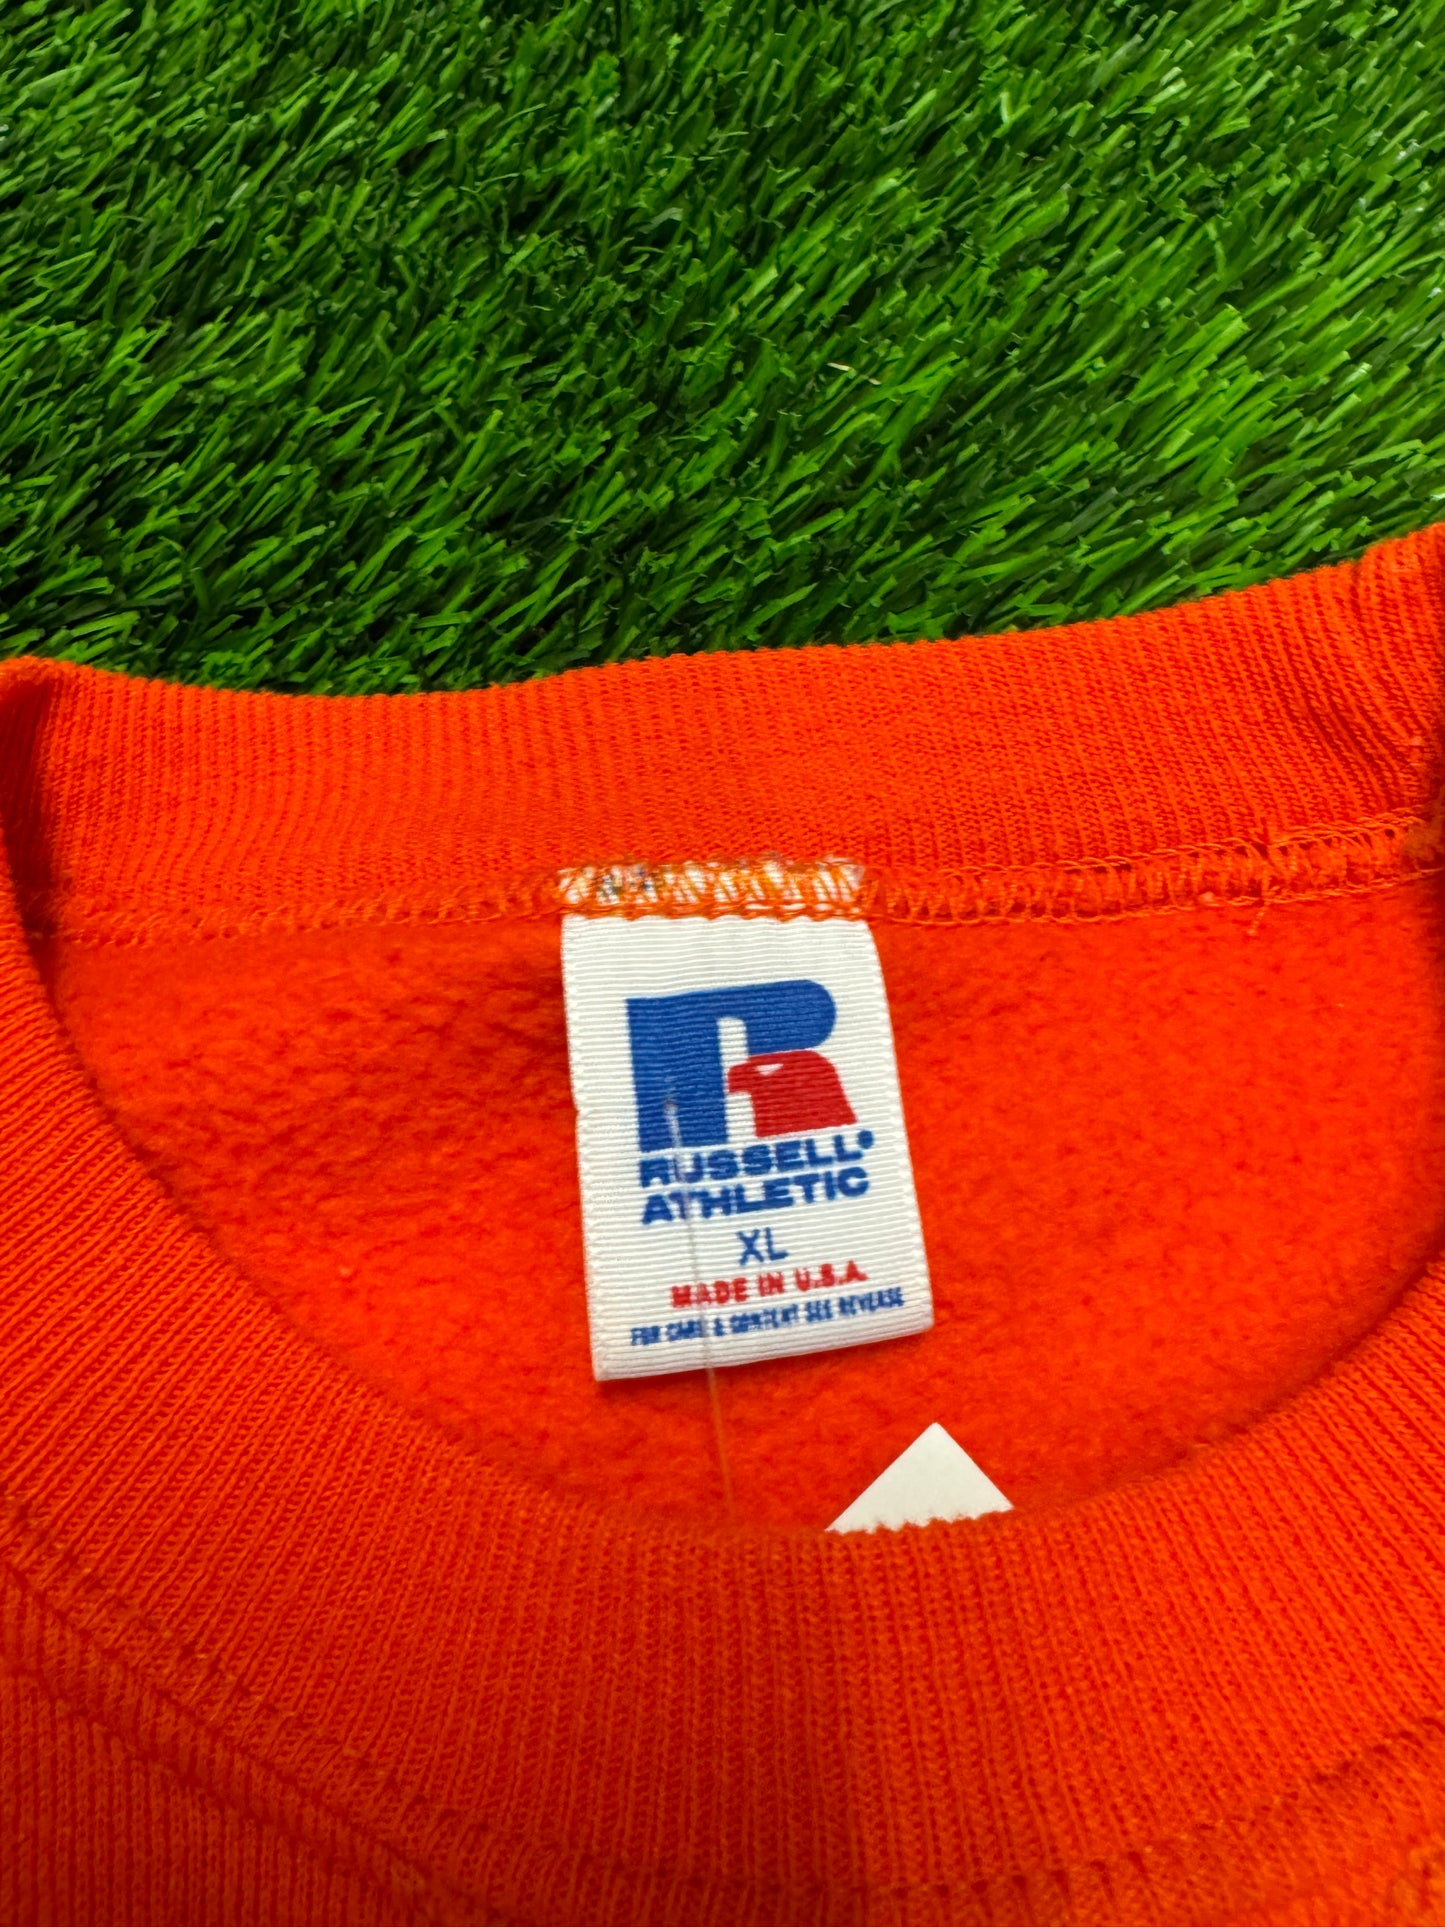 R
RUSSELL®
ATHLETIC
XL
MADE IN U.S.A.
FOR CARE & CONTENT SEE REVERSE